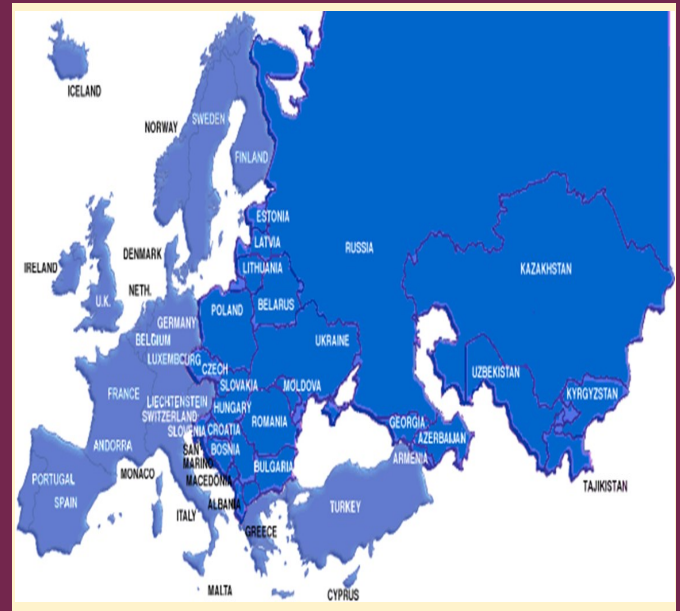 ICELAND
NORWAY
SWEDEN
FINLAND
ESTONIA
LATVIA
LITHUANIA
RUSSIA
KAZAKHSTAN
IRELAND
DENMARK
NETH.
U.K.
BELARUS
POLAND
GERMANY
BELGIUM
LUXEMBOURG
UKRAINE
CZECH
SLOVAKIA
MOLDOVA
UZBEKISTAN
KYRGYZSTAN
FRANCE
LIECHTENSTEIN
SWITZERLAND
HUNGARY
ROMANIA
SLOVENIA
CROATIA
GEORGIA
AZERBAIJAN
ANDORRA
SAN
MARINO
BOSNIA
ARMENIA
BULGARIA
MONACO
MACEDONIA
PORTUGAL
SPAIN
ALBANIA
TAJIKISTAN
ITALY
GREECE
TURKEY
MALTA
CYPRUS